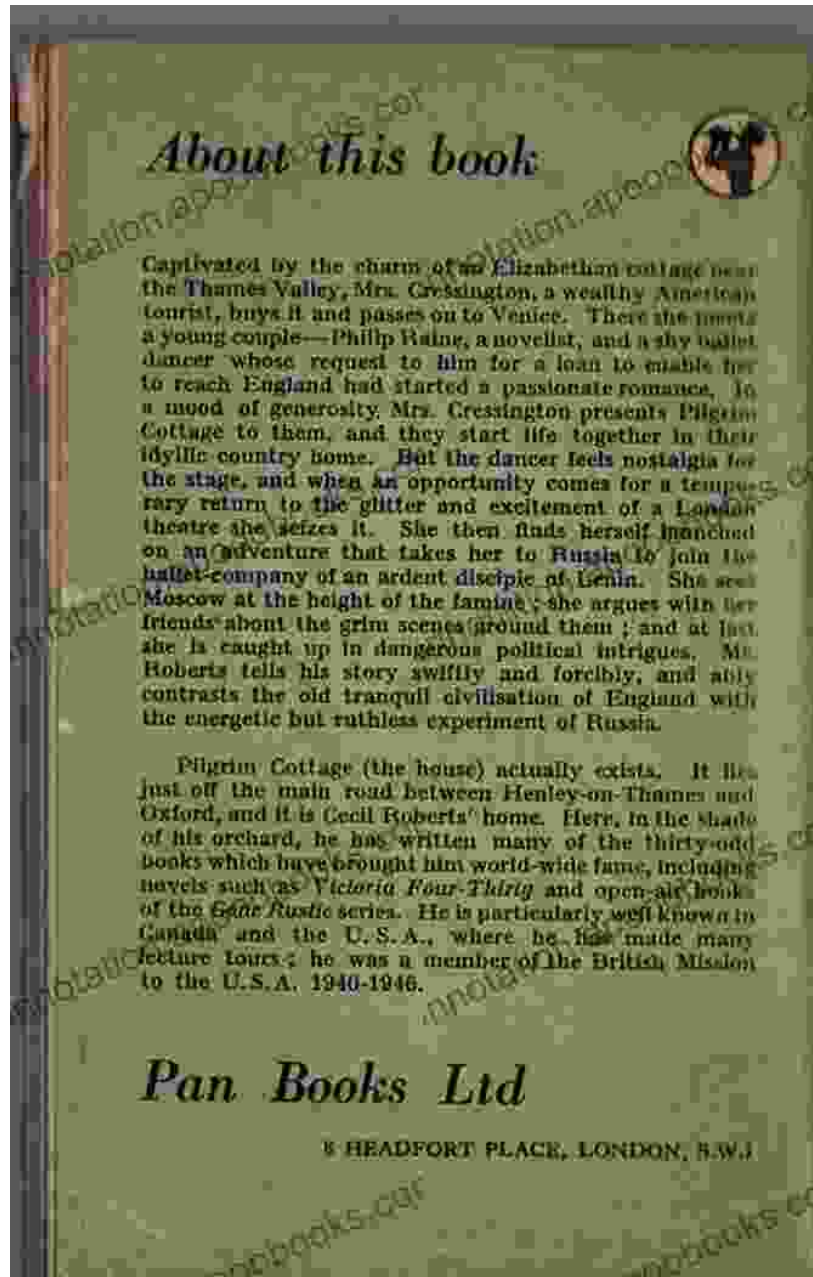 About this book
Captivated by the charm of an Elizabethan cottage near
the Thames Valley, Mrs. Cressington, a wealthy American
tourist, buys it and passes on to Venice. There she meets
a young couple—Philip Raine, a novelist, and a shy ballet
dancer whose request to him for a loan to enable her
to reach England had started a passionate romance. In
a mood of generosity, Mrs. Cressington presents Pilgrim
Cottage to them, and they start life together in their
idyllic country home. But the dancer feels nostalgia for
the stage, and when an opportunity comes for a tempo-
rary return to the glitter and excitement of a London
theatre she seizes it. She then finds herself launched
on an adventure that takes her to Russia to join the
ballet-company of an ardent disciple of Lenin. She sees
Moscow at the height of the famine ; she argues with her
friends about the grim scenes around them ; and at last
she is caught up in dangerous political intrigues. Mr.
Roberts tells his story swiftly and forcibly, and ably
contrasts the old tranquil civilisation of England with
the energetic but ruthless experiment of Russia.
Pilgrim Cottage (the house) actually exists. It lies
just off the main road between Henley-on-Thames and
Oxford, and it is Cecil Roberts' home. Here, in the shade
of his orchard, he has written many of the thirty-odd
books which have brought him world-wide fame, including
novels such as Victoria Four-Thirty and open-air books
of the Gone Rustic series. He is particularly well known in
Canada and the U.S.A., where he has made many
lecture tours ; he was a member of the British Mission
to the U.S.A. 1940-1946.
Pan Books Ltd
8 HEADFORT PLACE, LONDON, S.W.1